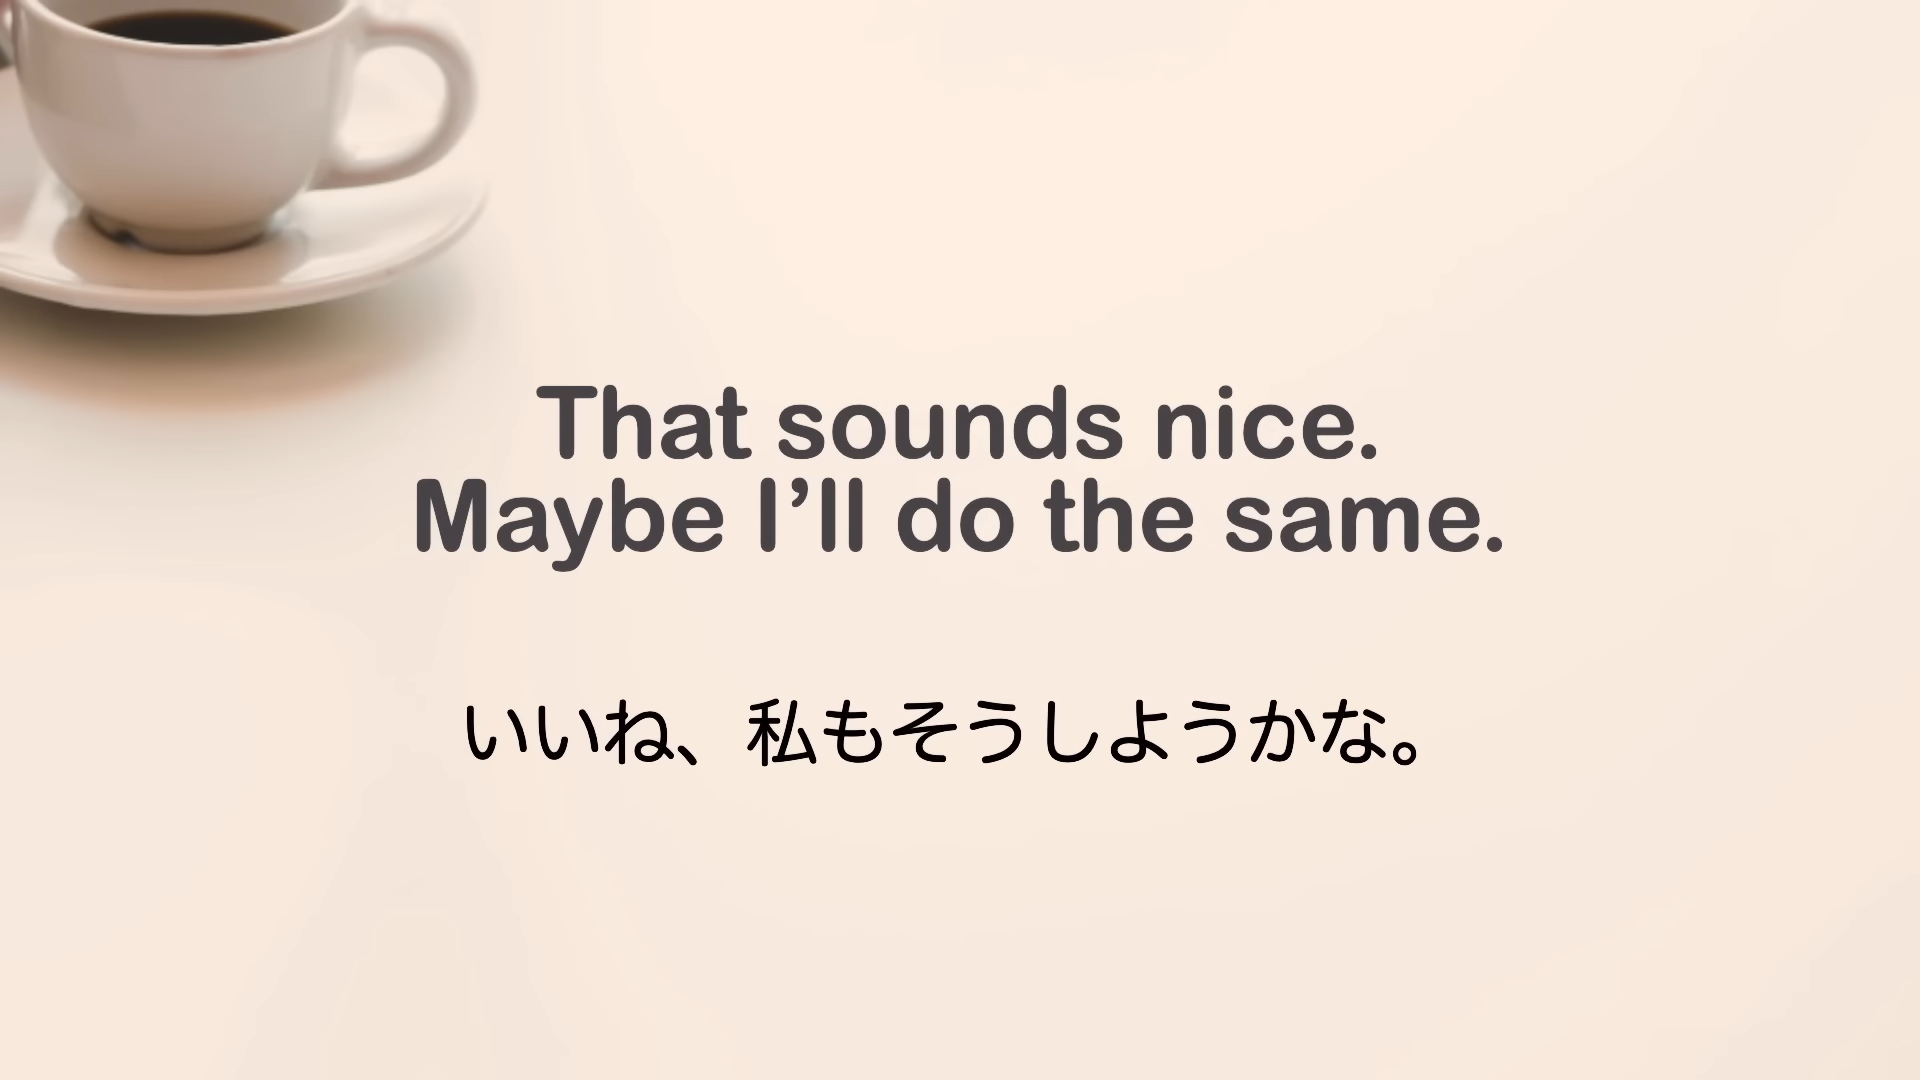 That sounds nice.
Maybe I’ll do the same.
いいね、私もそうしようかな。